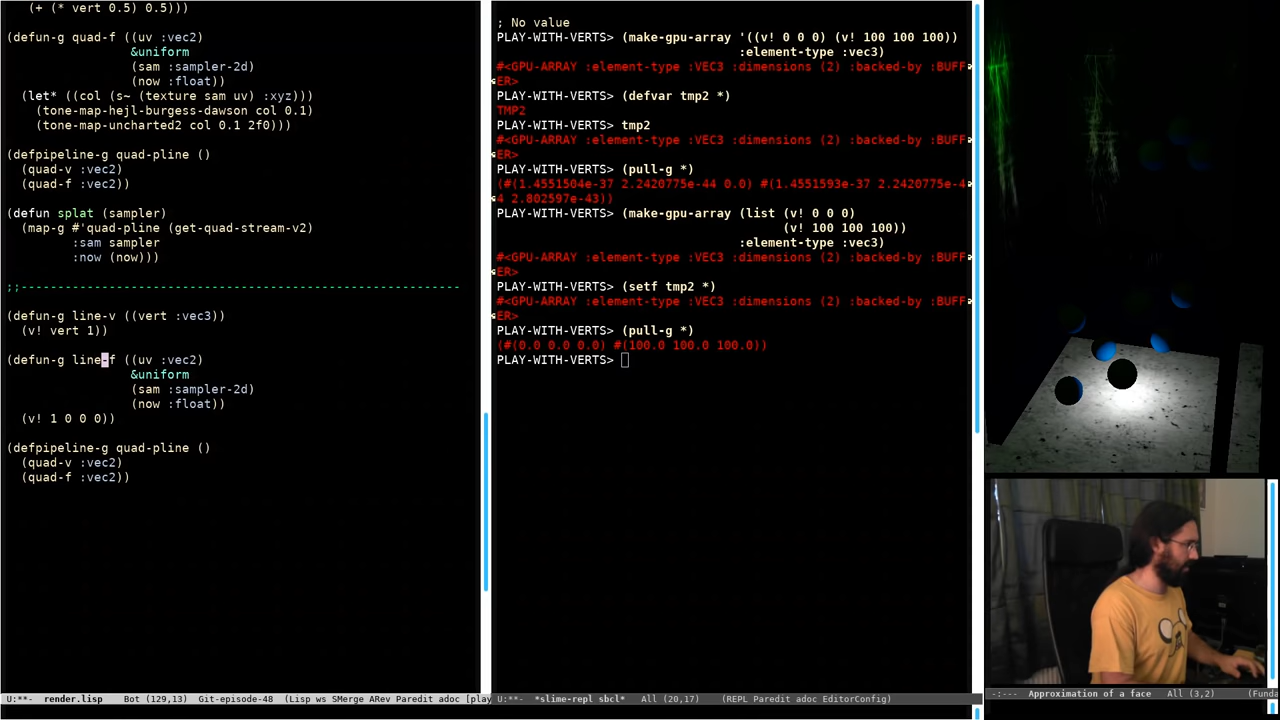 (+ (* vert 0.5) 0.5)))
(defun-g quad-f ((uv :vec2)
&uniform
(sam :sampler-2d)
(now :float))
(let* ((col (s~ (texture sam uv) :xyz)))
(tone-map-hejl-burgess-dawson col 0.1)
(tone-map-uncharted2 col 0.1 2f0)))
(defpipeline-g quad-pline ()
(quad-v :vec2)
(quad-f :vec2))
(defun splat (sampler)
(map-g #'quad-pline (get-quad-stream-v2)
:sam sampler
:now (now)))
;;------------------------------------------------------------
(defun-g line-v ((vert :vec3))
(v! vert 1))
(defun-g line-f ((uv :vec2)
&uniform
(sam :sampler-2d)
(now :float))
(v! 1 0 0 0))
(defpipeline-g quad-pline ()
(quad-v :vec2)
(quad-f :vec2))
U:**-  render.lisp    Bot (129,13)  Git-episode-48  (Lisp ws SMerge ARev Paredit adoc [play
; No value
PLAY-WITH-VERTS> (make-gpu-array '((v! 0 0 0) (v! 100 100 100))
:element-type :vec3)
#<GPU-ARRAY :element-type :VEC3 :dimensions (2) :backed-by :BUFF
ER>
PLAY-WITH-VERTS> (defvar tmp2 *)
TMP2
PLAY-WITH-VERTS> tmp2
#<GPU-ARRAY :element-type :VEC3 :dimensions (2) :backed-by :BUFF
ER>
PLAY-WITH-VERTS> (pull-g *)
(#(1.4551504e-37 2.2420775e-44 0.0) #(1.4551593e-37 2.2420775e-4
4 2.802597e-43))
PLAY-WITH-VERTS> (make-gpu-array (list (v! 0 0 0)
(v! 100 100 100))
:element-type :vec3)
#<GPU-ARRAY :element-type :VEC3 :dimensions (2) :backed-by :BUFF
ER>
PLAY-WITH-VERTS> (setf tmp2 *)
#<GPU-ARRAY :element-type :VEC3 :dimensions (2) :backed-by :BUFF
ER>
PLAY-WITH-VERTS> (pull-g *)
(#(0.0 0.0 0.0) #(100.0 100.0 100.0))
PLAY-WITH-VERTS>
U:**-  *slime-repl sbcl*   All (20,17)    (REPL Paredit adoc EditorConfig)
-:---  Approximation of a face   All (3,2)     (Funda